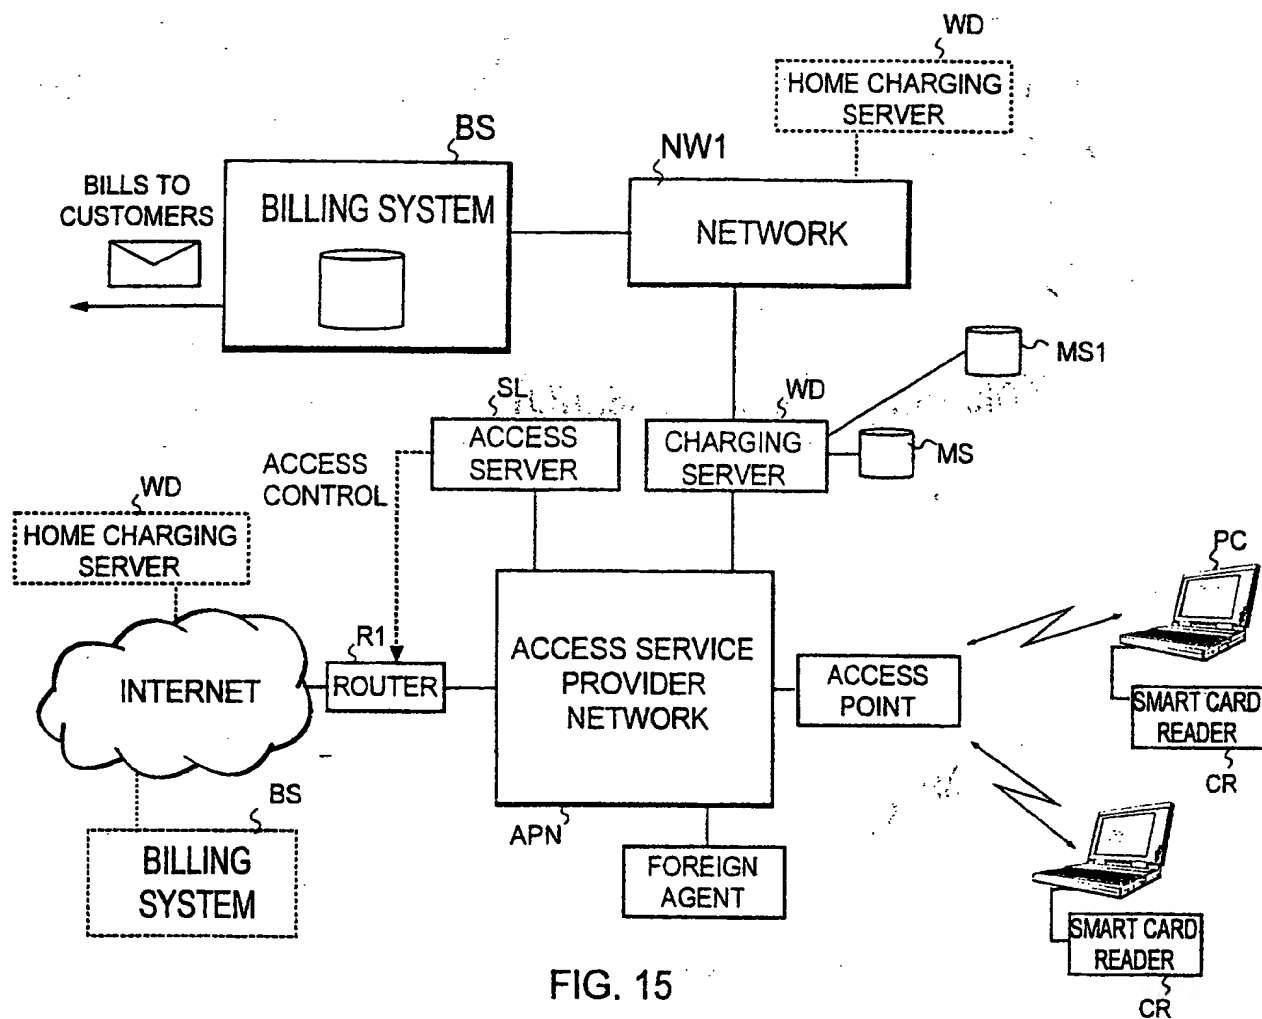 WD
HOME CHARGING
SERVER
BS
NW1
BILLS TO
CUSTOMERS
BILLING SYSTEM
NETWORK
MS1
SL
WD
ACCESS
SERVER
CHARGING
SERVER
MS
ACCESS
CONTROL
WD
HOME CHARGING
SERVER
PC
R1
ACCESS SERVICE
PROVIDER
NETWORK
INTERNET
ROUTER
ACCESS
POINT
SMART CARD
READER
CR
BS
APN
BILLING
SYSTEM
FOREIGN
AGENT
SMART CARD
READER
CR
FIG. 15